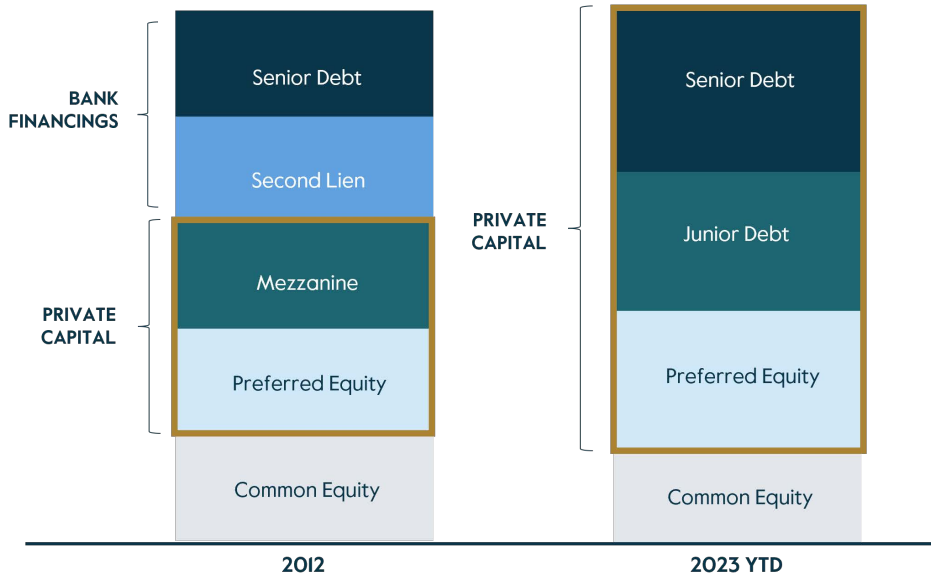 BANK
FINANCINGS
Senior Debt
Second Lien
PRIVATE
CAPITAL
Mezzanine
Preferred Equity
Common Equity
2012
PRIVATE
CAPITAL
Senior Debt
Junior Debt
Preferred Equity
Common Equity
2023 YTD